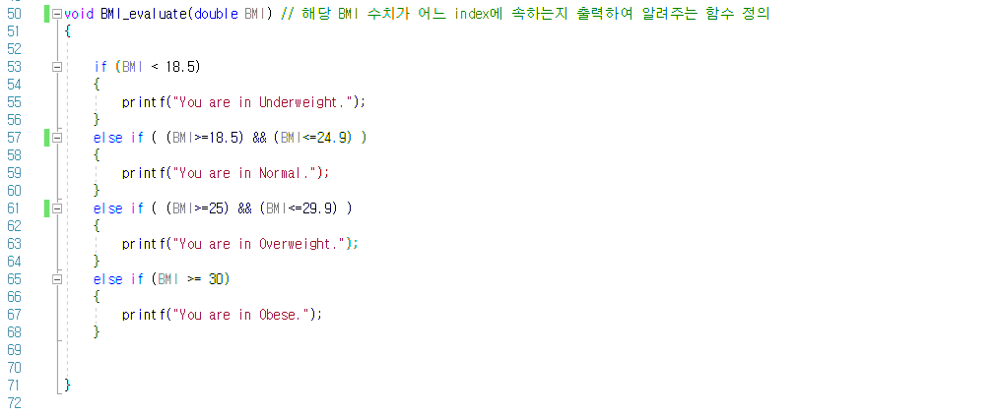 50 void BMI_evaluate(double BMI) // 해당 BMI 수치가 어느 index에 속하는지 출력하여 알려주는 함수 정의
51 {
52
53 if (BMI < 18.5)
54 {
55 printf("You are in Underweight.");
56 }
57 else if ( (BMI>=18.5) && (BMI<=24.9) )
58 {
59 printf("You are in Normal.");
60 }
61 else if ( (BMI>=25) && (BMI<=29.9) )
62 {
63 printf("You are in Overweight.");
64 }
65 else if (BMI >= 30)
66 {
67 printf("You are in Obese.");
68 }
69
70
71 }
72